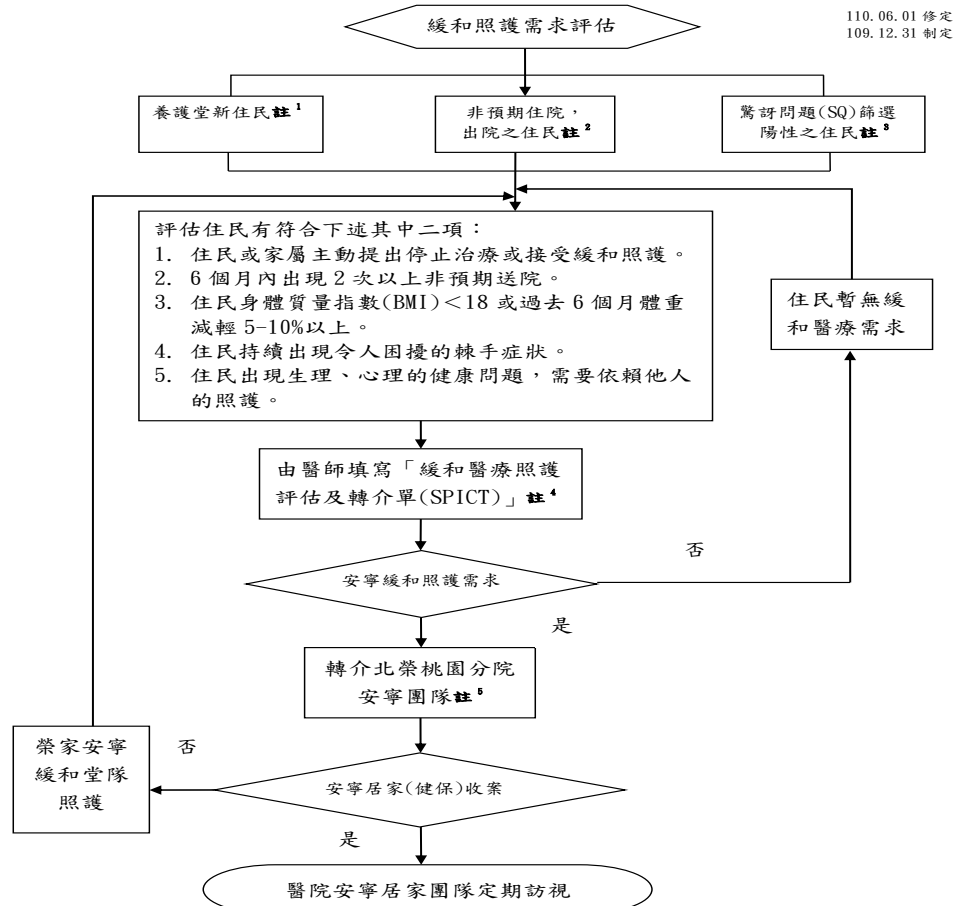 110.06.01 修定
109.12.31 制定
緩和照護需求評估
養護堂新住民註1
非預期住院，
出院之住民註2
驚訝問題(SQ)篩選
陽性之住民註3
評估住民有符合下述其中二項：
1. 住民或家屬主動提出停止治療或接受緩和照護。
2. 6 個月內出現 2 次以上非預期送院。
3. 住民身體質量指數(BMI)＜18 或過去 6 個月體重
減輕 5-10%以上。
4. 住民持續出現令人困擾的棘手症狀。
5. 住民出現生理、心理的健康問題，需要依賴他人
的照護。
住民暫無緩
和醫療需求
由醫師填寫「緩和醫療照護
評估及轉介單(SPICT)」註4
否
安寧緩和照護需求
是
轉介北榮桃園分院
安寧團隊註5
榮家安寧
緩和堂隊
照護
否
安寧居家(健保)收案
是
醫院安寧居家團隊定期訪視